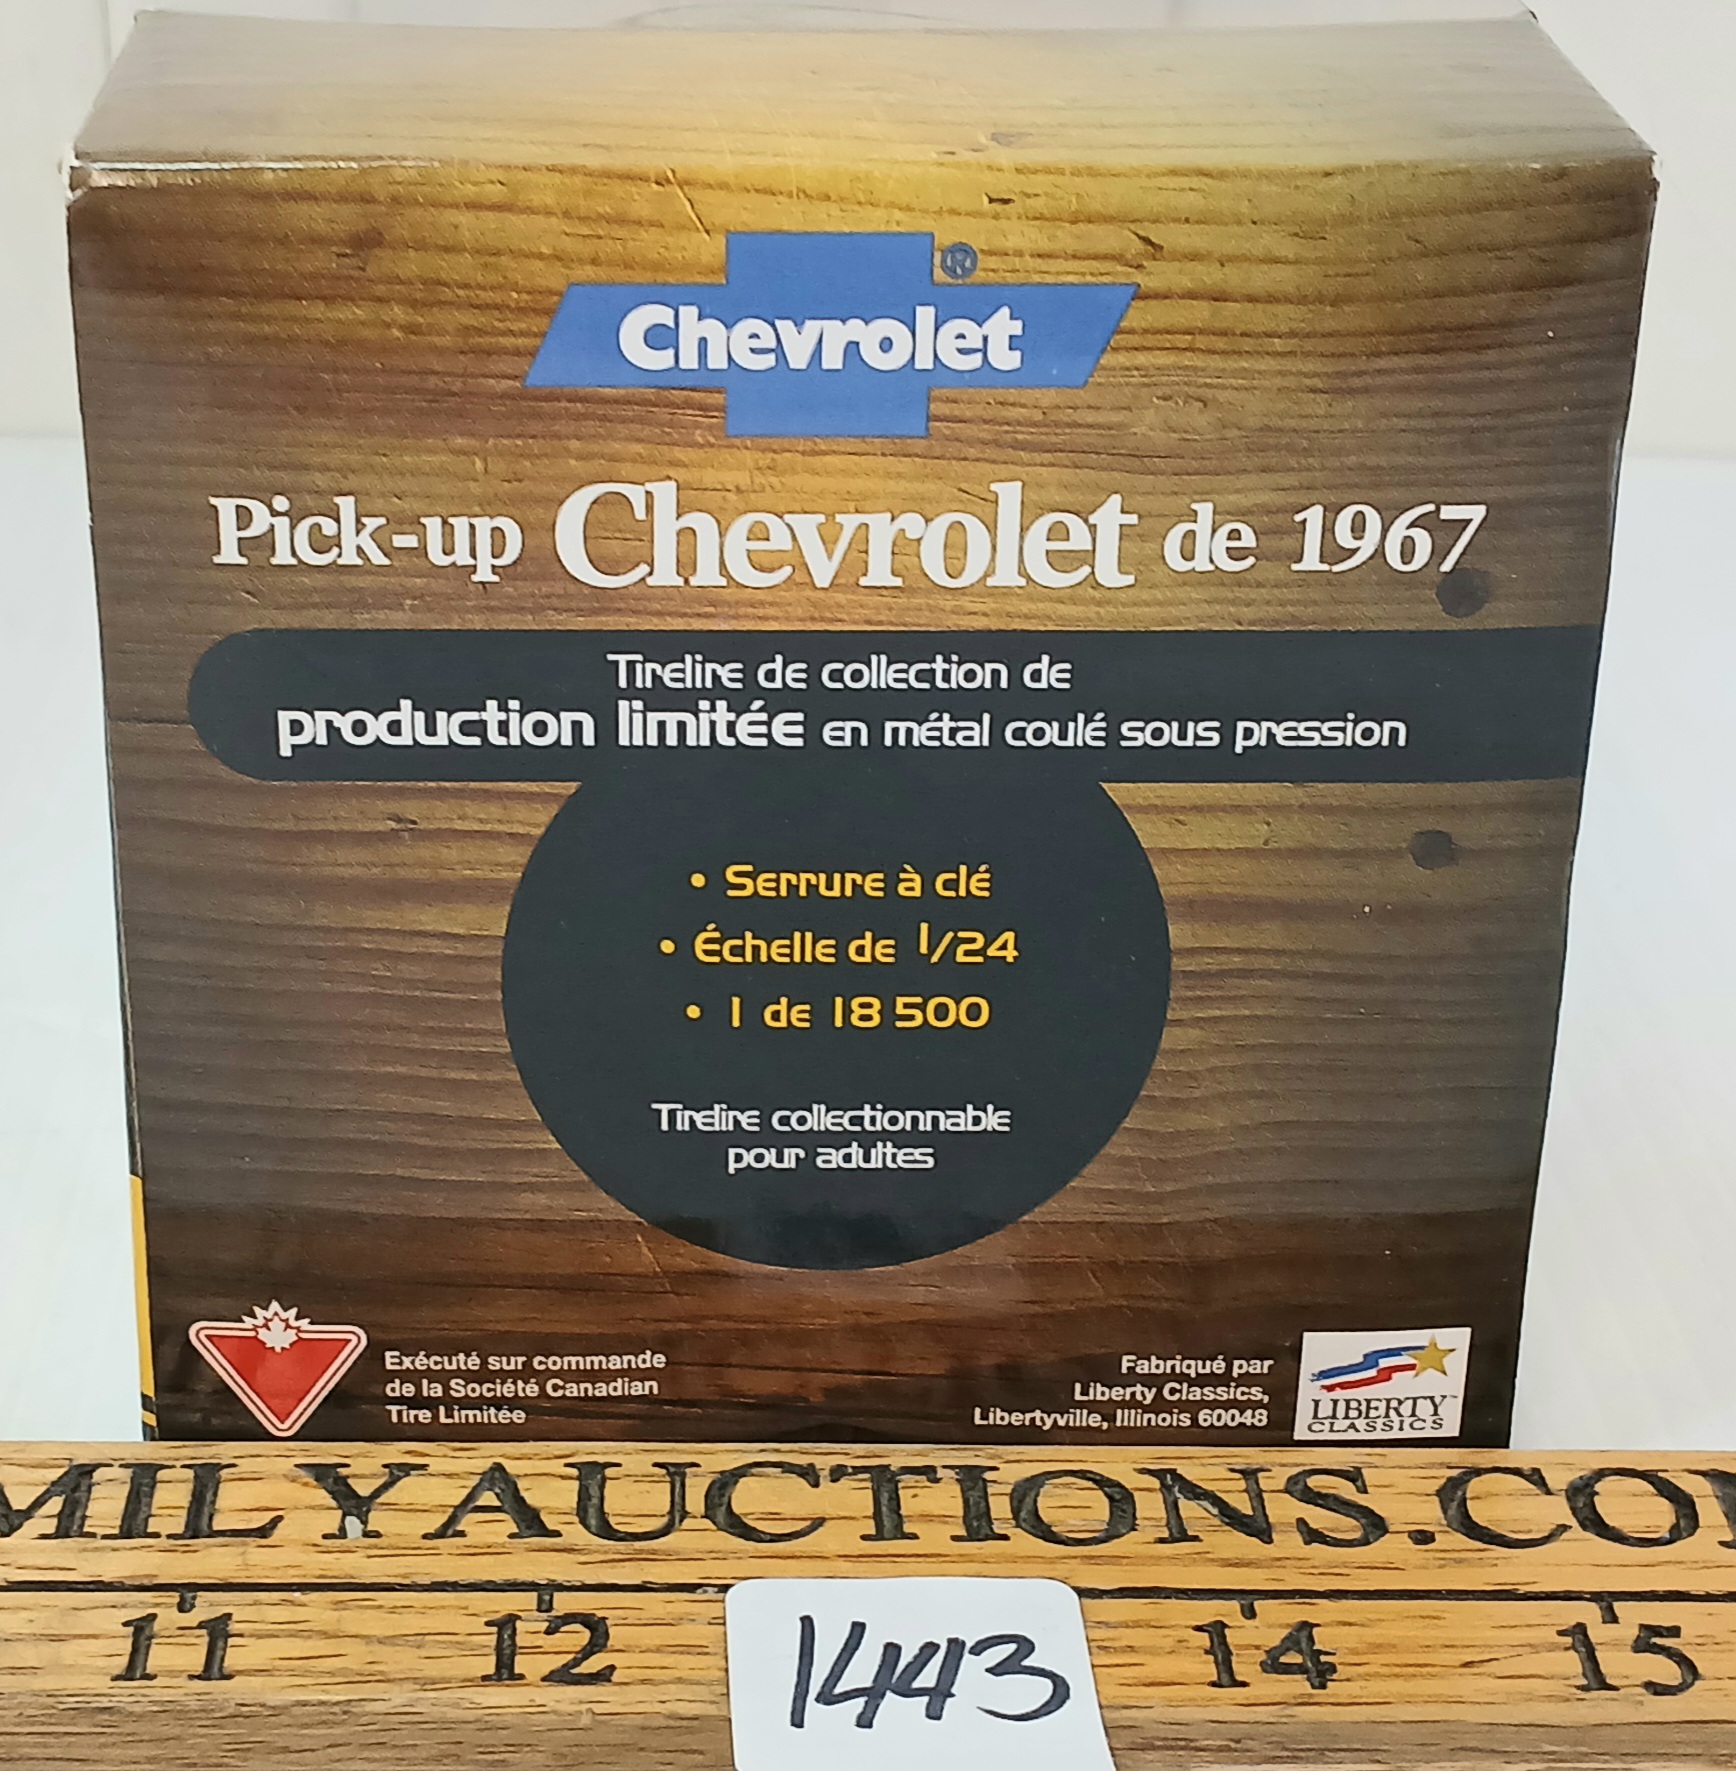 Chevrolet®
Pick-up Chevrolet de 1967
Tirelire de collection de
production limitée en métal coulé sous pression
• Serrure à clé
• Échelle de 1/24
• 1 de 18 500
Tirelire collectionnable
pour adultes
Exécuté sur commande
de la Société Canadian
Tire Limitée
Fabriqué par
Liberty Classics,
Libertyville, Illinois 60048
LIBERTY™
CLASSICS
MILYAUCTIONS.CO
11 12 14 15
1443